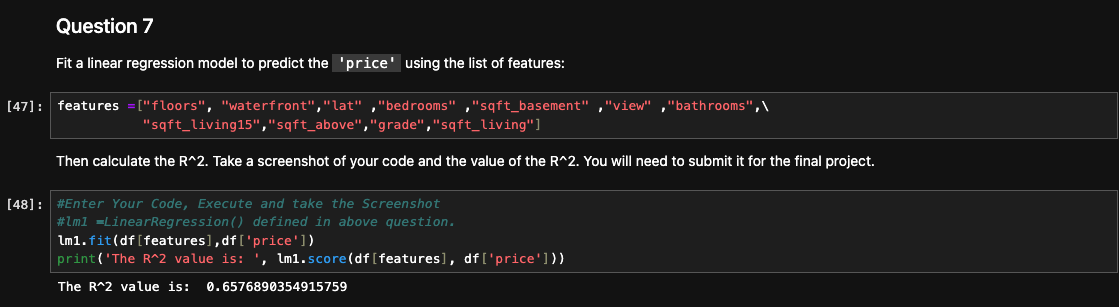 Question 7
Fit a linear regression model to predict the 'price' using the list of features:
[47]: features =["floors", "waterfront","lat" ,"bedrooms" ,"sqft_basement" ,"view" ,"bathrooms",\
"sqft_living15","sqft_above","grade","sqft_living"]
Then calculate the R^2. Take a screenshot of your code and the value of the R^2. You will need to submit it for the final project.
[48]: #Enter Your Code, Execute and take the Screenshot
#lm1 =LinearRegression() defined in above question.
lm1.fit(df[features],df['price'])
print('The R^2 value is: ', lm1.score(df[features], df['price']))
The R^2 value is:  0.6576890354915759